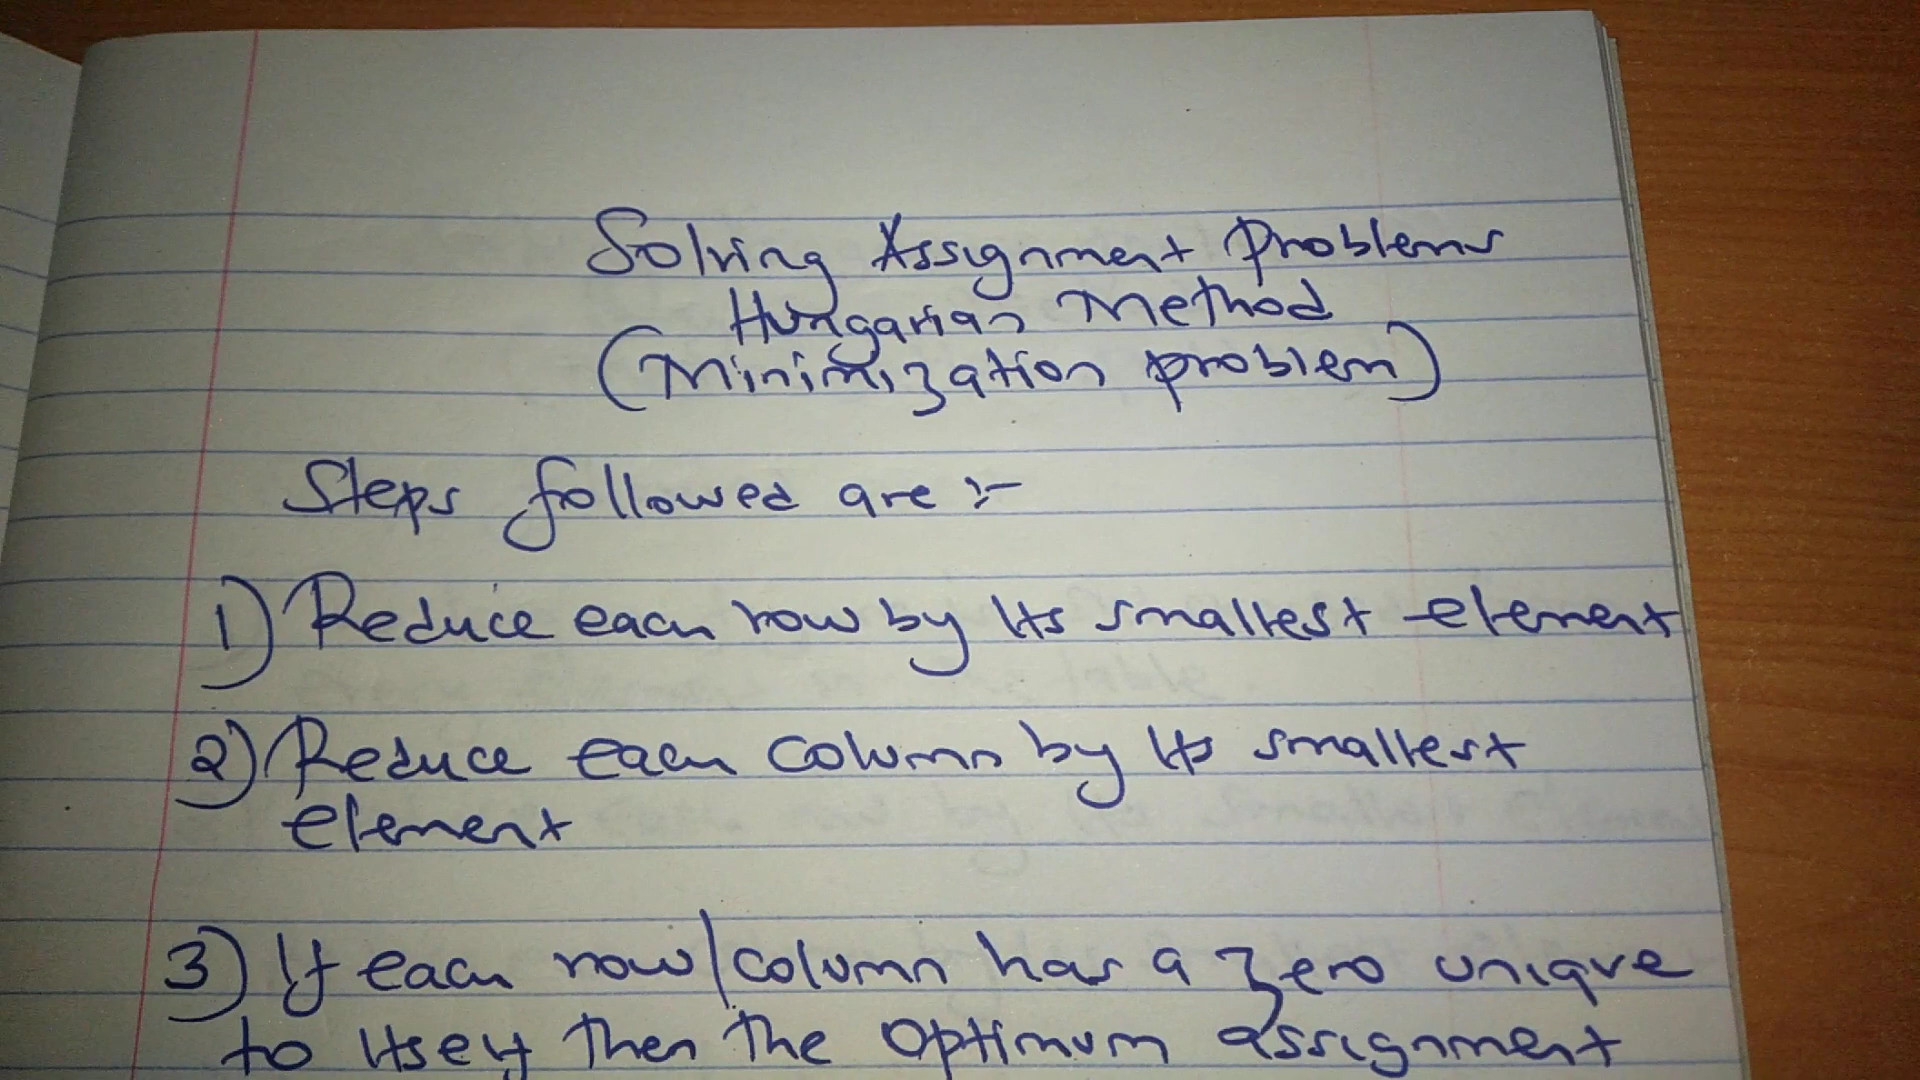 Solving Assignment Problems
Hungarian Method
(Minimization problem)
Steps followed are :-
1) Reduce each row by its smallest element
2) Reduce each column by its smallest
element
3) If each row/column has a zero unique
to itself then the optimum assignment